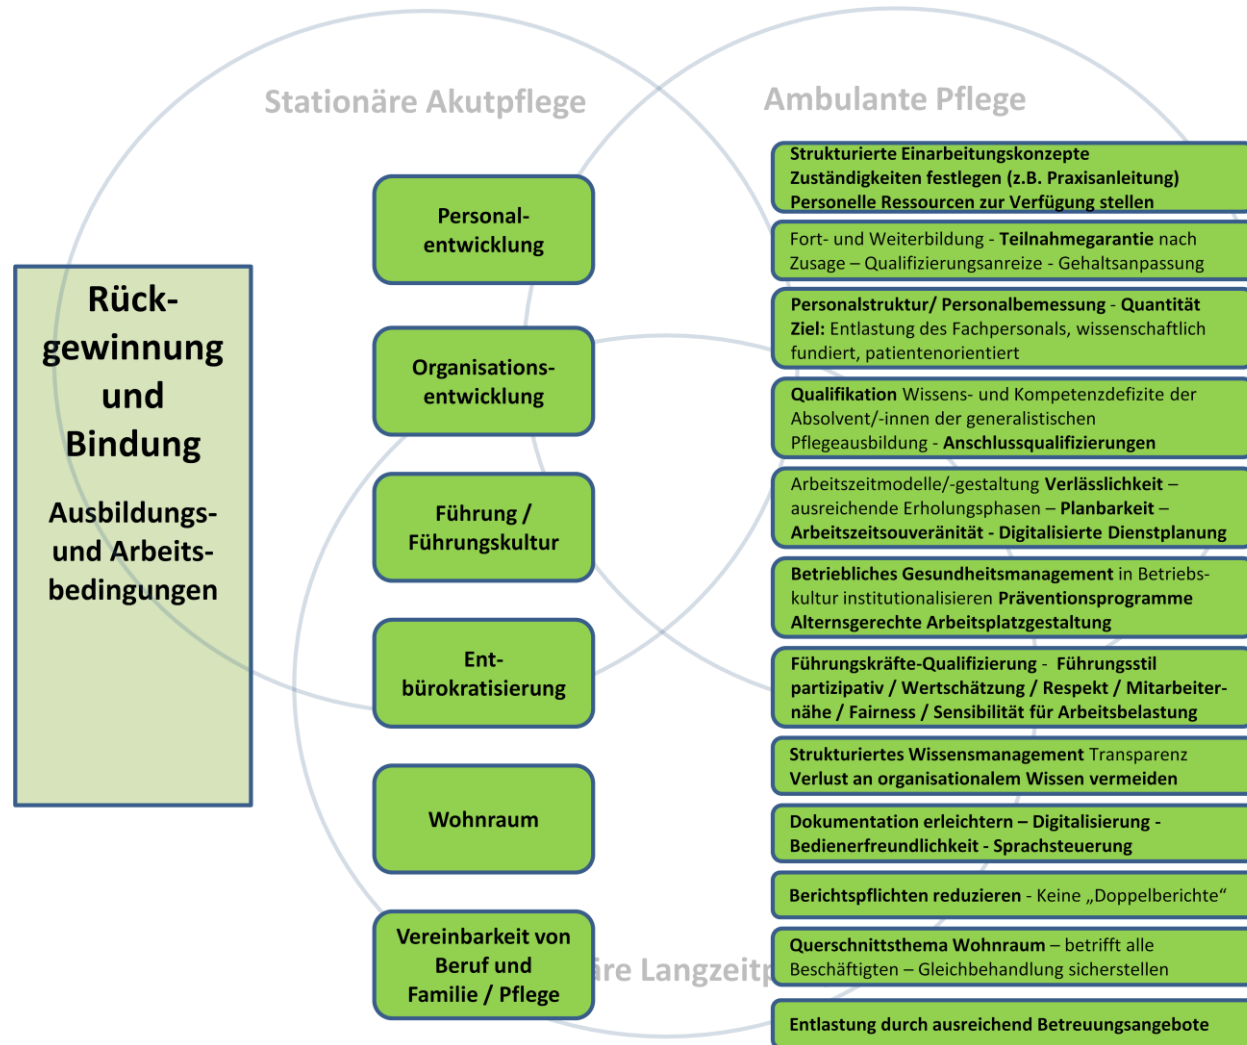 Stationäre Akutpflege
Ambulante Pflege
Rück-
gewinnung
und
Bindung
Ausbildungs-
und Arbeits-
bedingungen
Personal-
entwicklung
Organisations-
entwicklung
Führung /
Führungskultur
Ent-
bürokratisierung
Wohnraum
Vereinbarkeit von
Beruf und
Familie / Pflege
äre Langzeitp
Strukturierte Einarbeitungskonzepte
Zuständigkeiten festlegen (z.B. Praxisanleitung)
Personelle Ressourcen zur Verfügung stellen
Fort- und Weiterbildung - Teilnahmegarantie nach
Zusage – Qualifizierungsanreize - Gehaltsanpassung
Personalstruktur/ Personalbemessung - Quantität
Ziel: Entlastung des Fachpersonals, wissenschaftlich
fundiert, patientenorientiert
Qualifikation Wissens- und Kompetenzdefizite der
Absolvent/-innen der generalistischen
Pflegeausbildung - Anschlussqualifizierungen
Arbeitszeitmodelle/-gestaltung Verlässlichkeit –
ausreichende Erholungsphasen – Planbarkeit –
Arbeitszeitsouveränität - Digitalisierte Dienstplanung
Betriebliches Gesundheitsmanagement in Betriebs-
kultur institutionalisieren Präventionsprogramme
Alternsgerechte Arbeitsplatzgestaltung
Führungskräfte-Qualifizierung - Führungsstil
partizipativ / Wertschätzung / Respekt / Mitarbeiter-
nähe / Fairness / Sensibilität für Arbeitsbelastung
Strukturiertes Wissensmanagement Transparenz
Verlust an organisationalem Wissen vermeiden
Dokumentation erleichtern – Digitalisierung -
Bedienerfreundlichkeit - Sprachsteuerung
Berichtspflichten reduzieren - Keine „Doppelberichte“
Querschnittsthema Wohnraum – betrifft alle
Beschäftigten – Gleichbehandlung sicherstellen
Entlastung durch ausreichend Betreuungsangebote